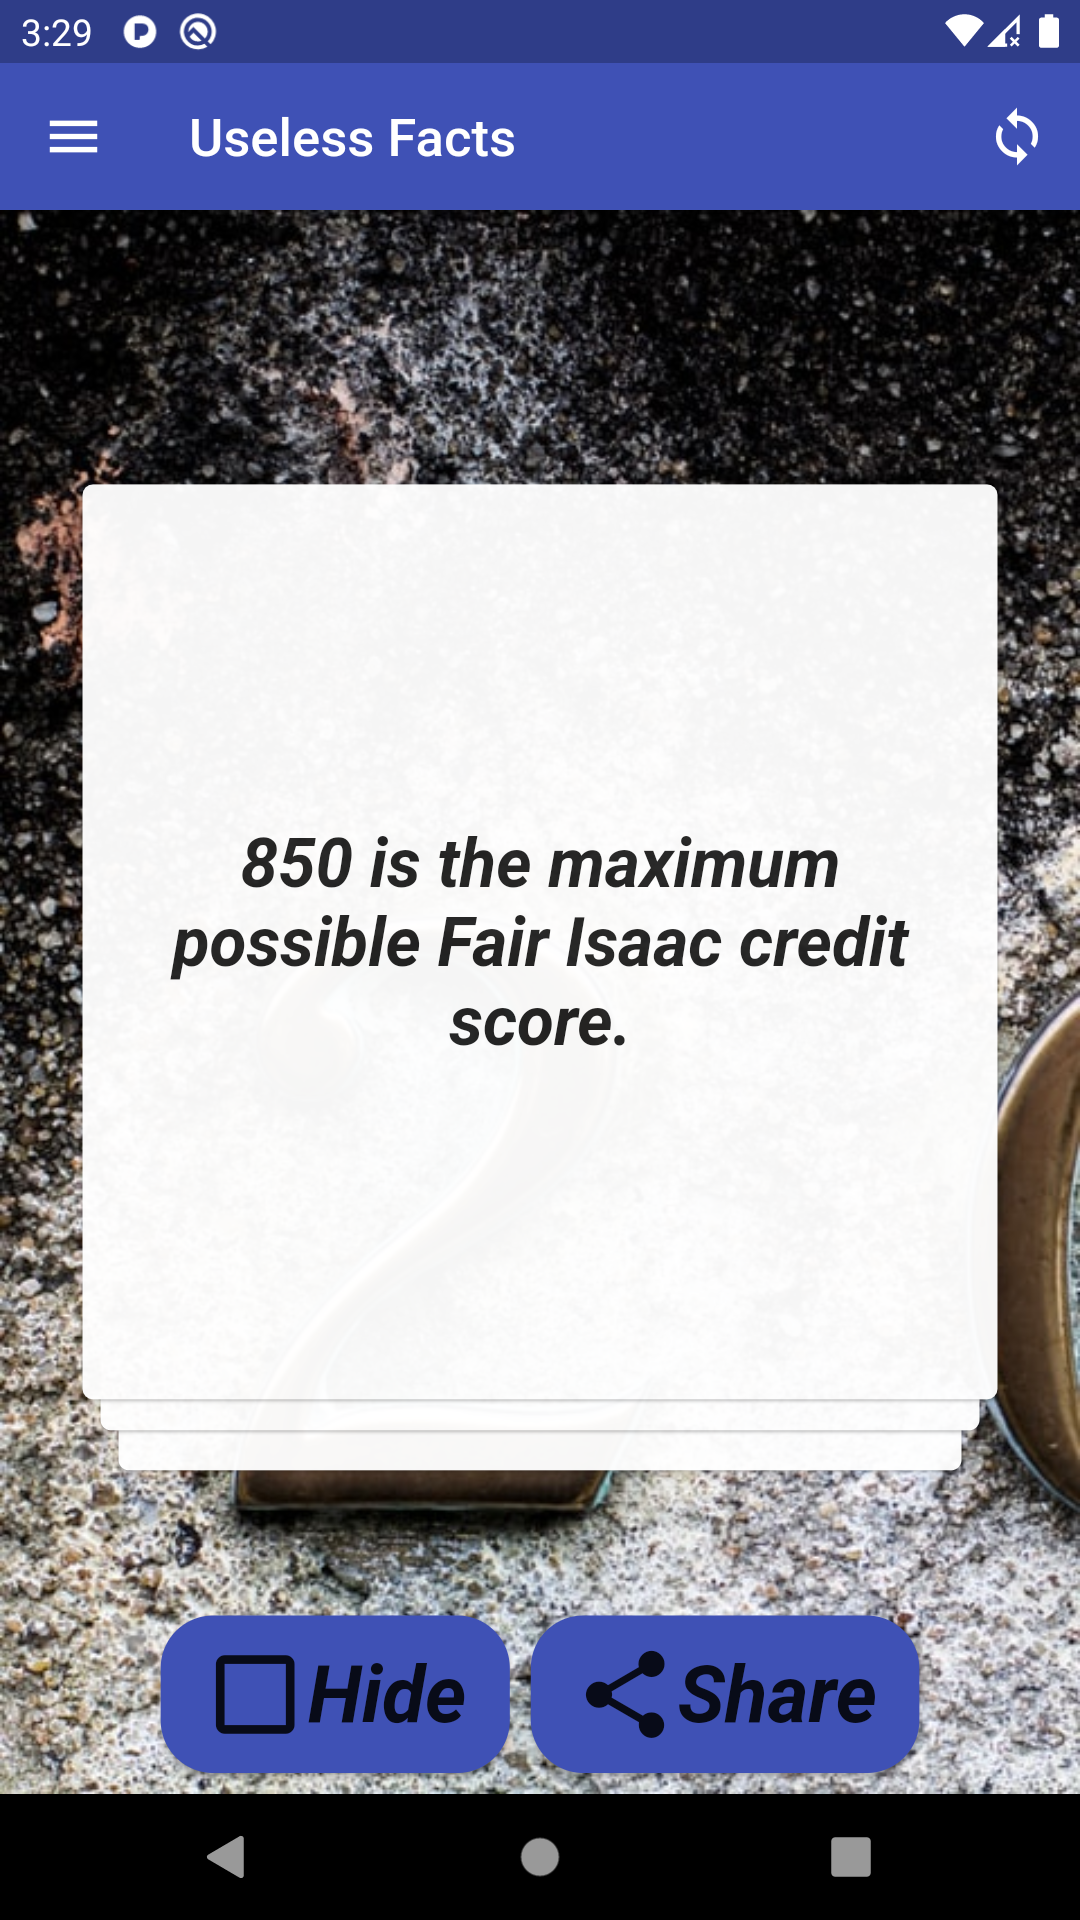 3:29
Useless Facts
850 is the maximum
possible Fair Isaac credit
score.
Hide
Share